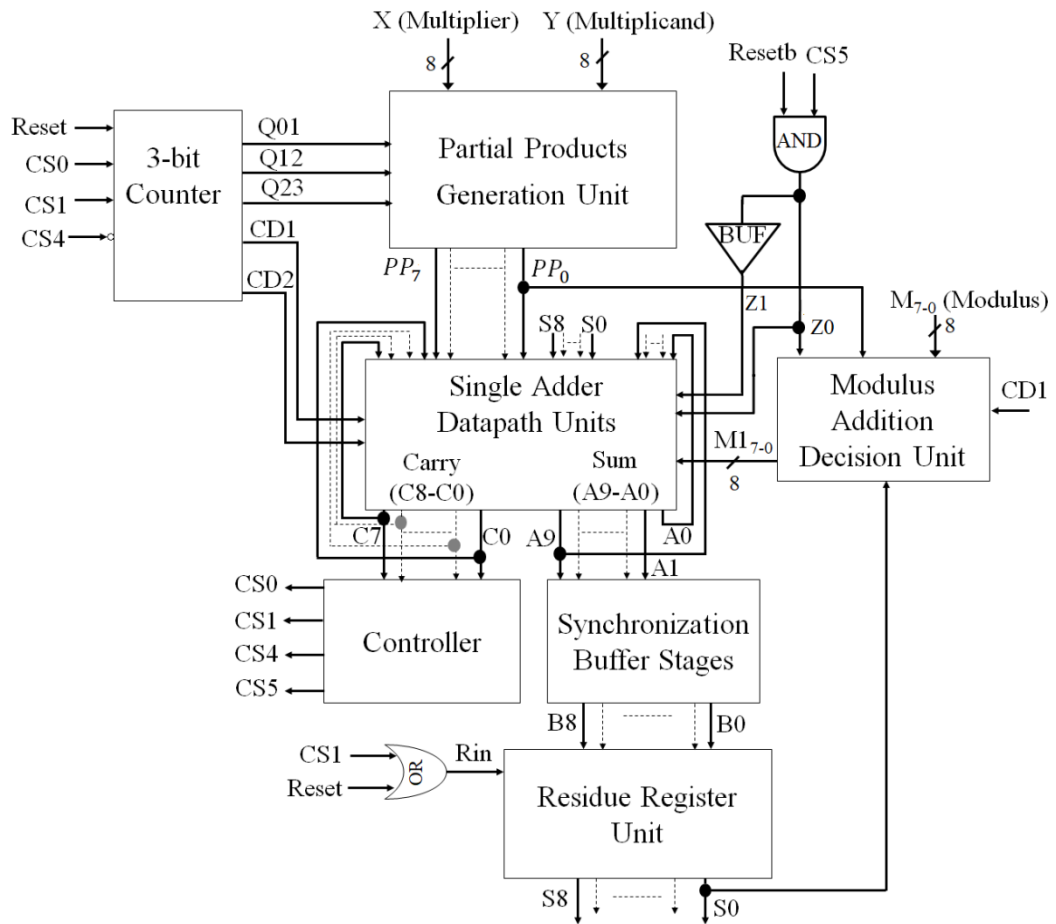 X (Multiplier)
Y (Multiplicand)
8
8
Resetb
CS5
AND
Reset
CS0
CS1
CS4
3-bit
Counter
Q01
Q12
Q23
CD1
CD2
Partial Products
Generation Unit
BUF
PP7
PP0
Z1
Z0
M7-0 (Modulus)
8
S8
S0
Single Adder
Datapath Units
Carry
(C8-C0)
Sum
(A9-A0)
M17-0
8
Modulus
Addition
Decision Unit
CD1
C7
C0
A9
A0
A1
CS0
CS1
CS4
CS5
Controller
Synchronization
Buffer Stages
B8
B0
CS1
Reset
OR
Rin
Residue Register
Unit
S8
S0